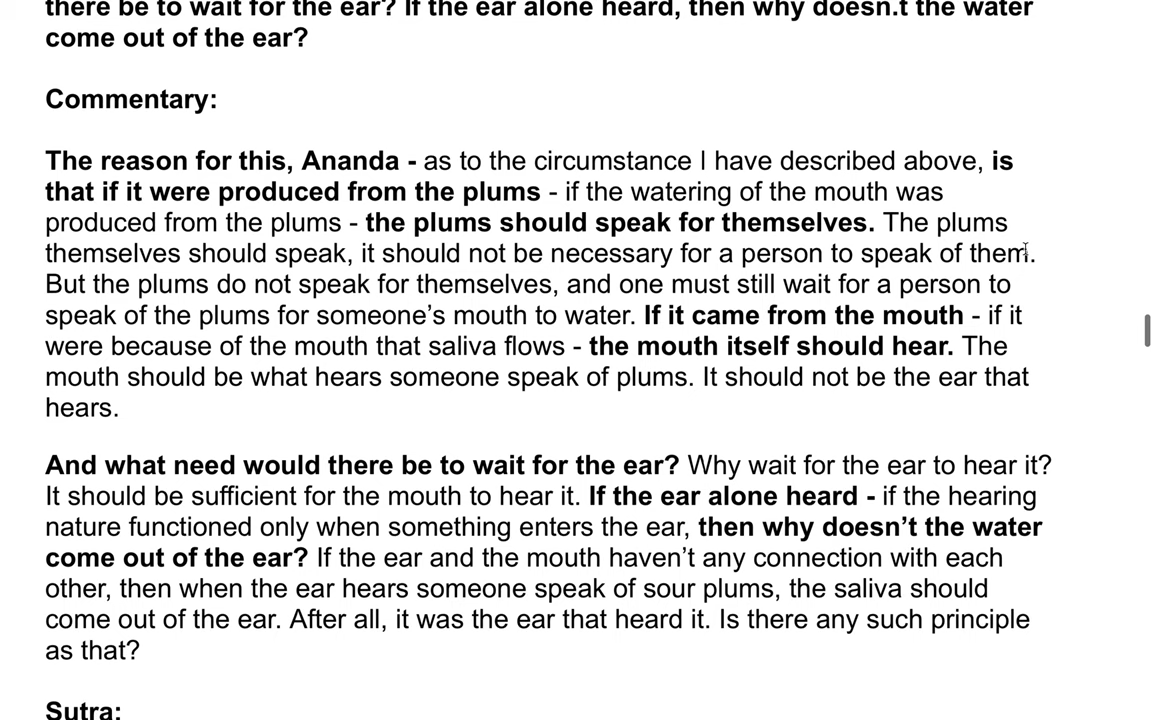 there be to wait for the ear? If the ear alone heard, then why doesn.t the water
come out of the ear?
Commentary:
The reason for this, Ananda - as to the circumstance I have described above, is
that if it were produced from the plums - if the watering of the mouth was
produced from the plums - the plums should speak for themselves. The plums
themselves should speak, it should not be necessary for a person to speak of them.
But the plums do not speak for themselves, and one must still wait for a person to
speak of the plums for someone’s mouth to water. If it came from the mouth - if it
were because of the mouth that saliva flows - the mouth itself should hear. The
mouth should be what hears someone speak of plums. It should not be the ear that
hears.
And what need would there be to wait for the ear? Why wait for the ear to hear it?
It should be sufficient for the mouth to hear it. If the ear alone heard - if the hearing
nature functioned only when something enters the ear, then why doesn’t the water
come out of the ear? If the ear and the mouth haven’t any connection with each
other, then when the ear hears someone speak of sour plums, the saliva should
come out of the ear. After all, it was the ear that heard it. Is there any such principle
as that?
Sutra: